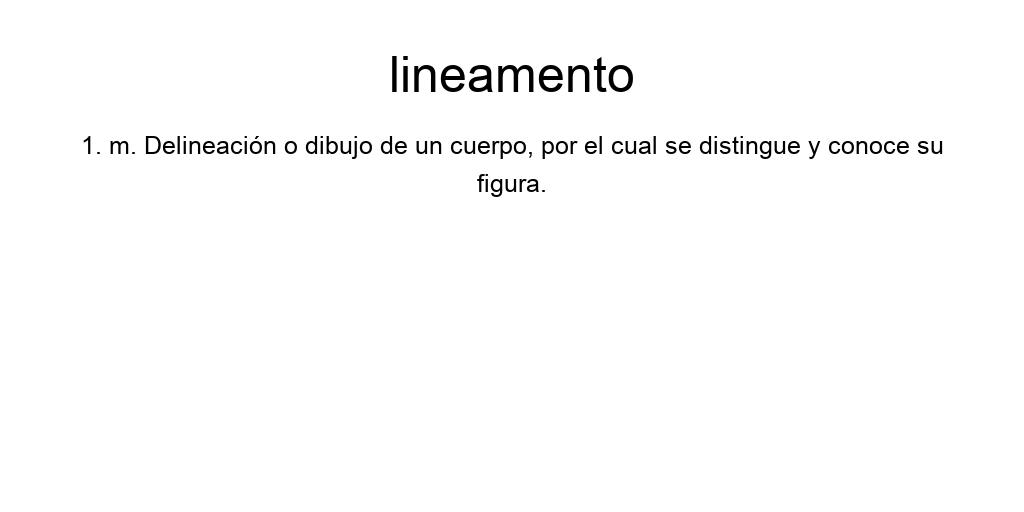 lineamento
1. m. Delineación o dibujo de un cuerpo, por el cual se distingue y conoce su
figura.